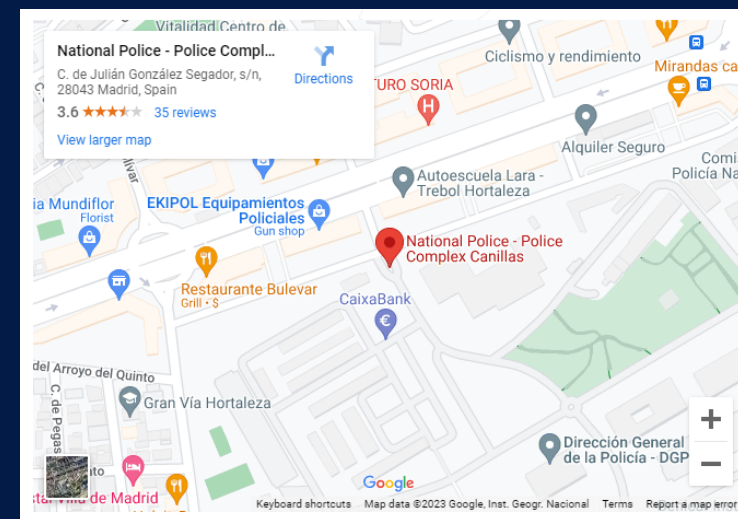 Vitalidad Centro de
National Police - Police Compl...
C. de Julián González Segador, s/n,
28043 Madrid, Spain
3.6
35 reviews
View larger map
Directions
Ciclismo y rendimiento
Mirandas ca
TURO SORIA
H
Alquiler Seguro
Comi
Policía Na
Autoescuela Lara -
Trebol Hortaleza
ia Mundiflor
Florist
EKIPOL Equipamientos
Policiales
Gun shop
National Police - Police
Complex Canillas
Restaurante Bulevar
Grill • $
CaixaBank
€
del Arroyo del Quinto
C. de Pegas
Gran Vía Hortaleza
Dirección General
de la Policía - DGP
+
−
Villa de Madrid
Google
Keyboard shortcuts
Map data ©2023 Google, Inst. Geogr. Nacional
Terms
Report a map error